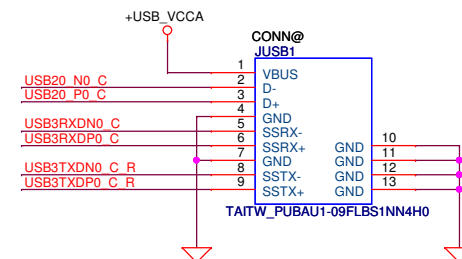 +USB_VCCA
CONN@
JUSB1
1 VBUS
USB20_N0_C 2 D-
USB20_P0_C 3 D+
4 GND
USB3RXDN0_C 5 SSRX-
USB3RXDP0_C 6 SSRX+ GND 10
7 GND GND 11
USB3TXDN0_C_R 8 SSTX- GND 12
USB3TXDP0_C_R 9 SSTX+ GND 13
TAITW_PUBAU1-09FLBS1NN4H0